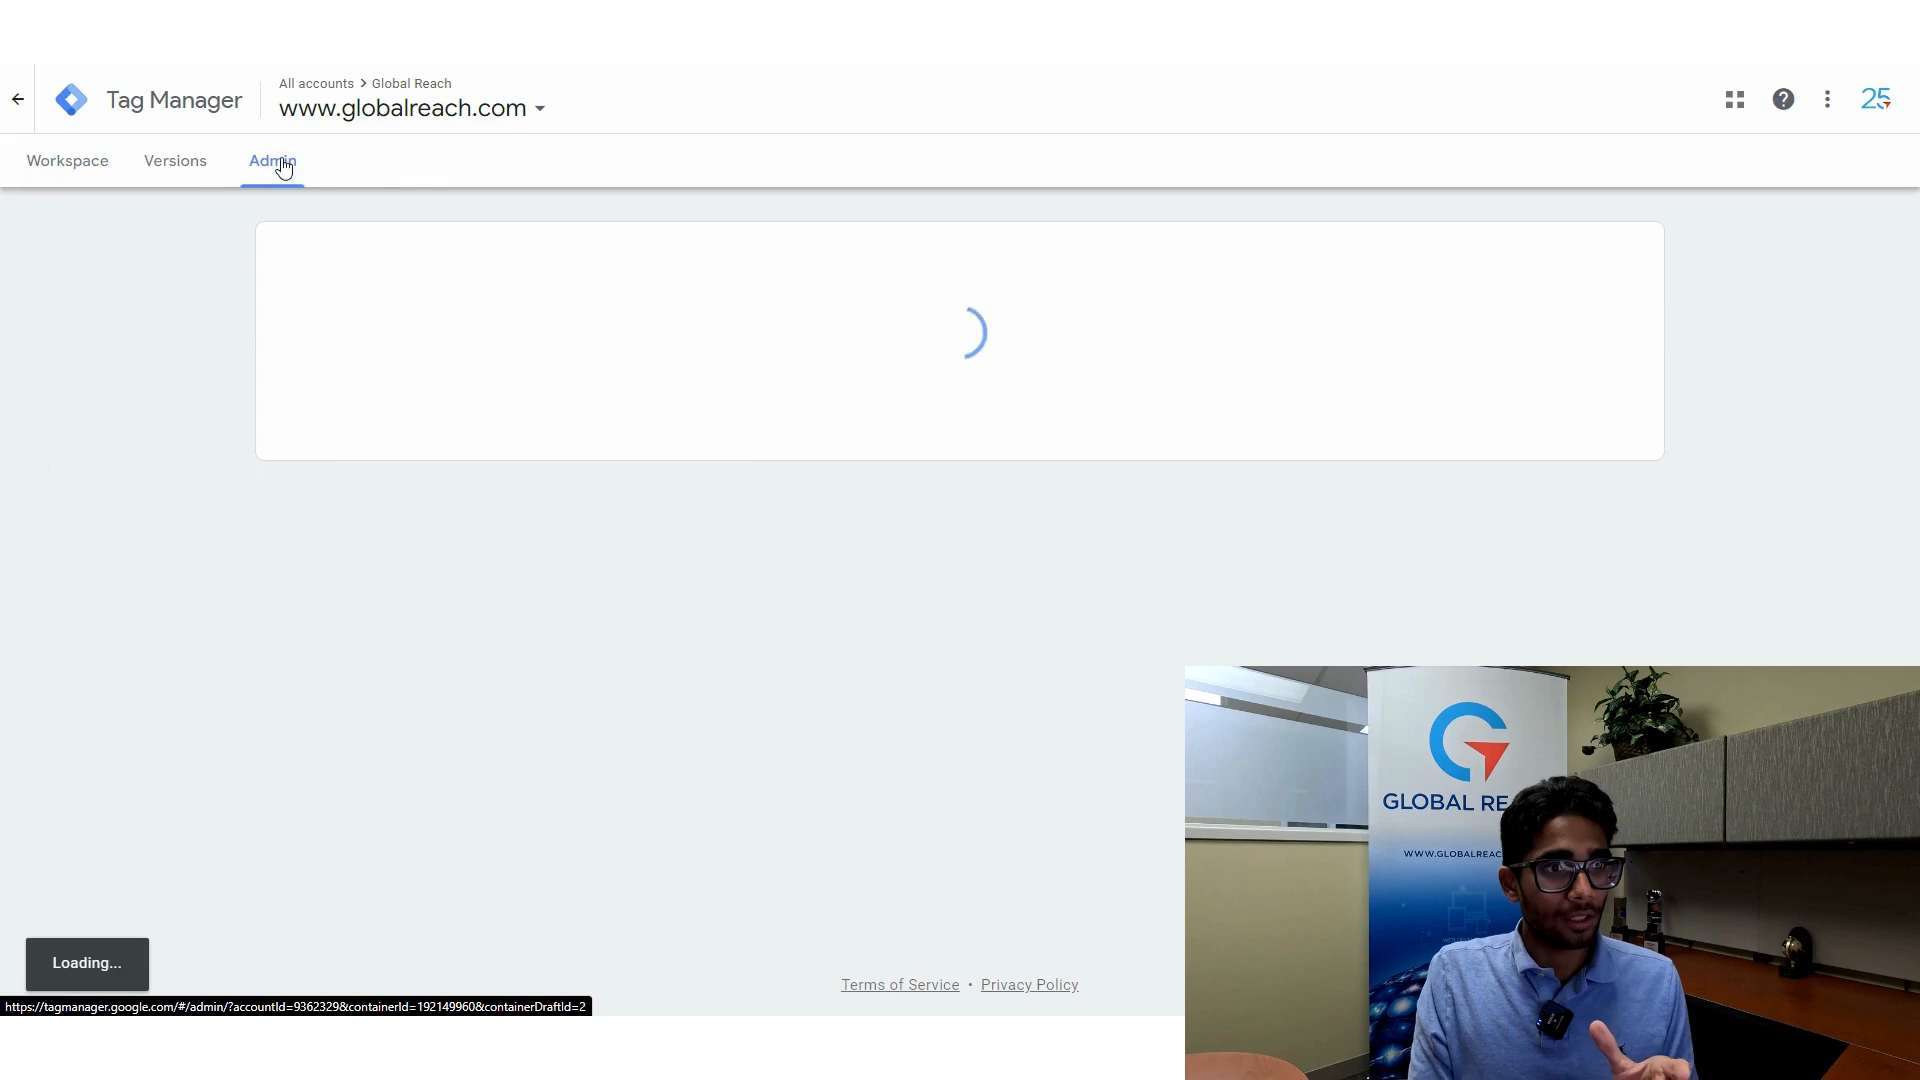 All accounts > Global Reach
Tag Manager
www.globalreach.com
25
Workspace
Versions
Admin
GLOBAL RE
WWW.GLOBALREAC
Loading...
Terms of Service • Privacy Policy
https://tagmanager.google.com/#/admin/?accountId=9362329&containerId=192149960&containerDraftId=2